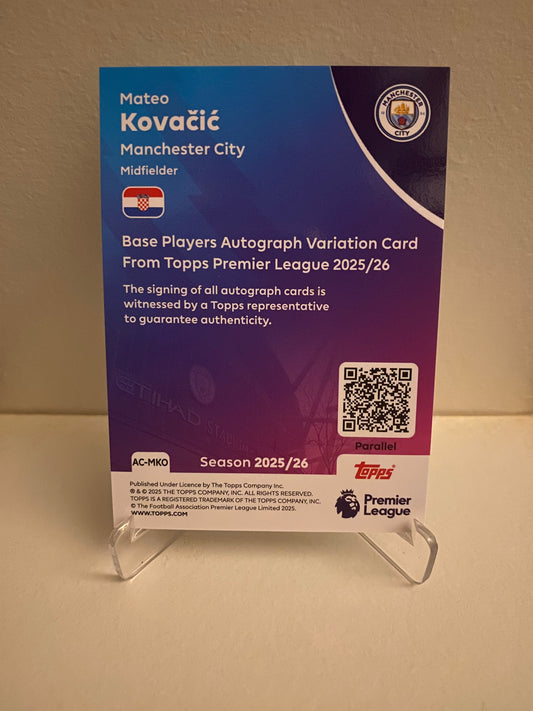 Mateo
Kovačić
Manchester City
Midfielder
MANCHESTER
CITY
Base Players Autograph Variation Card
From Topps Premier League 2025/26
The signing of all autograph cards is
witnessed by a Topps representative
to guarantee authenticity.
ETIHAD
Parallel
AC-MKO
Season 2025/26
topps
Published Under Licence by The Topps Company Inc.
® & © 2025 THE TOPPS COMPANY, INC. ALL RIGHTS RESERVED.
TOPPS IS A REGISTERED TRADEMARK OF THE TOPPS COMPANY, INC.
© The Football Association Premier League Limited 2025.
WWW.TOPPS.COM
Premier
League